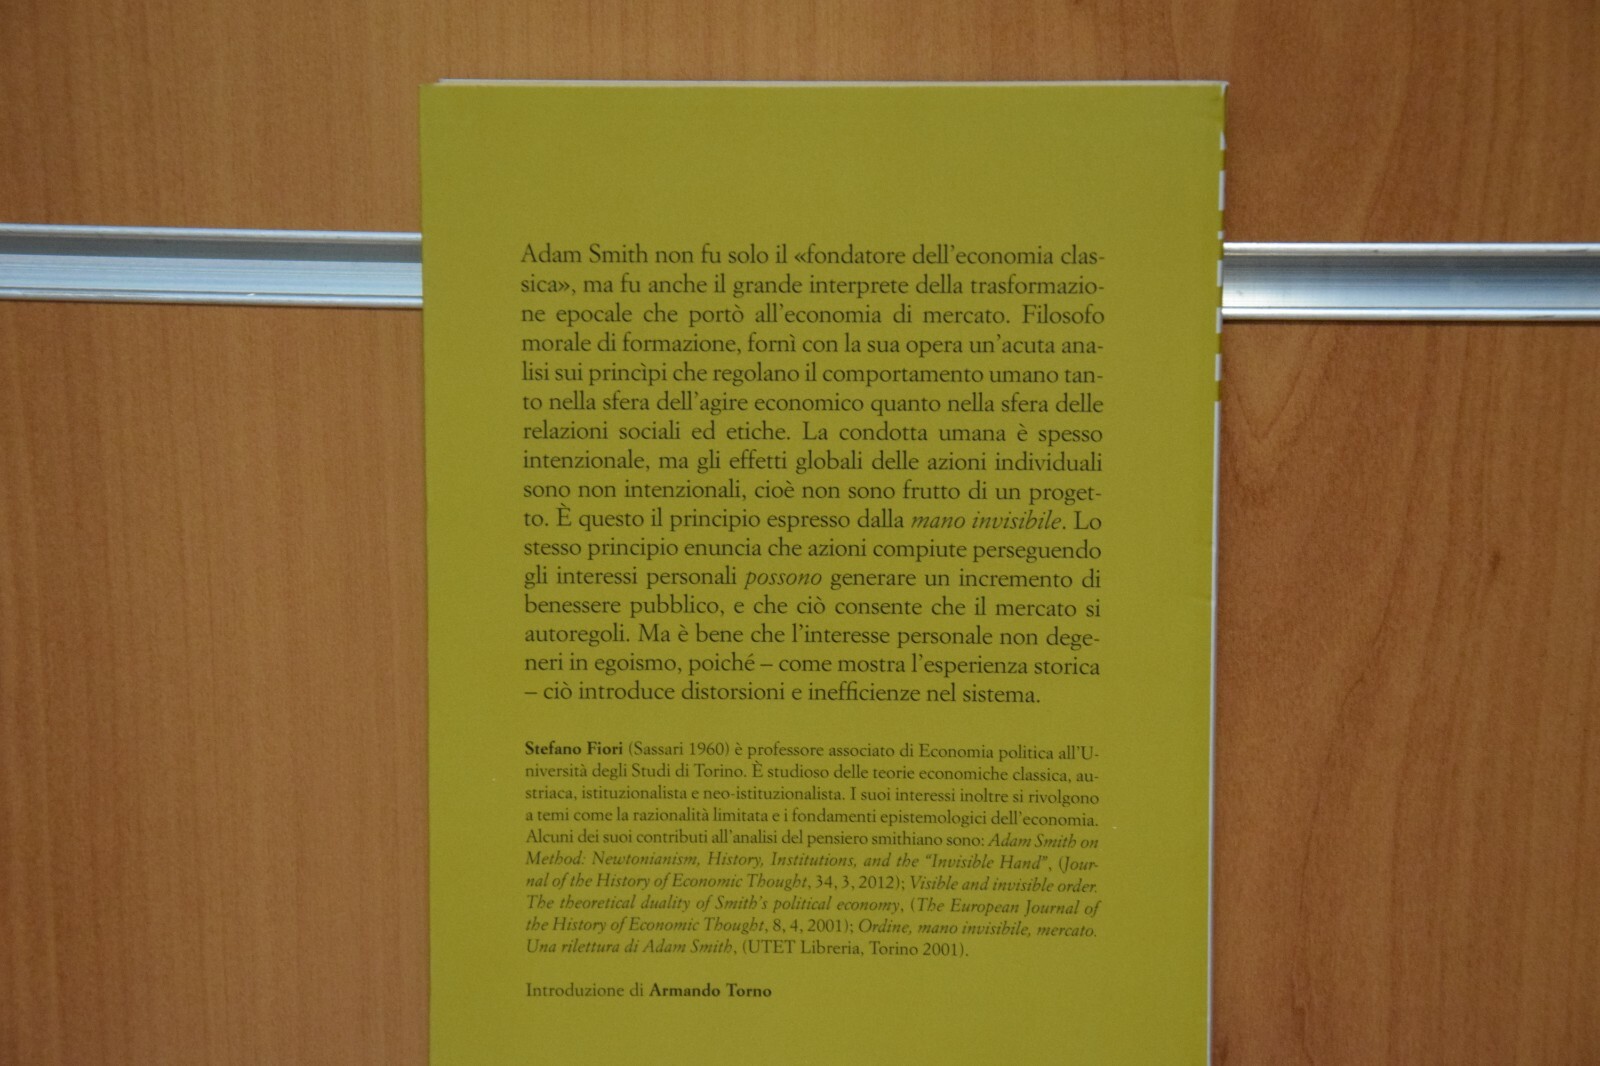 Adam Smith non fu solo il «fondatore dell'economia clas-
sica», ma fu anche il grande interprete della trasformazio-
ne epocale che portò all'economia di mercato. Filosofo
morale di formazione, fornì con la sua opera un'acuta ana-
lisi sui princìpi che regolano il comportamento umano tan-
to nella sfera dell'agire economico quanto nella sfera delle
relazioni sociali ed etiche. La condotta umana è spesso
intenzionale, ma gli effetti globali delle azioni individuali
sono non intenzionali, cioè non sono frutto di un proget-
to. È questo il principio espresso dalla mano invisibile. Lo
stesso principio enuncia che azioni compiute perseguendo
gli interessi personali possono generare un incremento di
benessere pubblico, e che ciò consente che il mercato si
autoregoli. Ma è bene che l'interesse personale non dege-
neri in egoismo, poiché – come mostra l'esperienza storica
– ciò introduce distorsioni e inefficienze nel sistema.
Stefano Fiori (Sassari 1960) è professore associato di Economia politica all'U-
niversità degli Studi di Torino. È studioso delle teorie economiche classica, au-
striaca, istituzionalista e neo-istituzionalista. I suoi interessi inoltre si rivolgono
a temi come la razionalità limitata e i fondamenti epistemologici dell'economia.
Alcuni dei suoi contributi all'analisi del pensiero smithiano sono: Adam Smith on
Method: Newtonianism, History, Institutions, and the "Invisible Hand", (Jour-
nal of the History of Economic Thought, 34, 3, 2012); Visible and invisible order.
The theoretical duality of Smith's political economy, (The European Journal of
the History of Economic Thought, 8, 4, 2001); Ordine, mano invisibile, mercato.
Una rilettura di Adam Smith, (UTET Libreria, Torino 2001).
Introduzione di Armando Torno